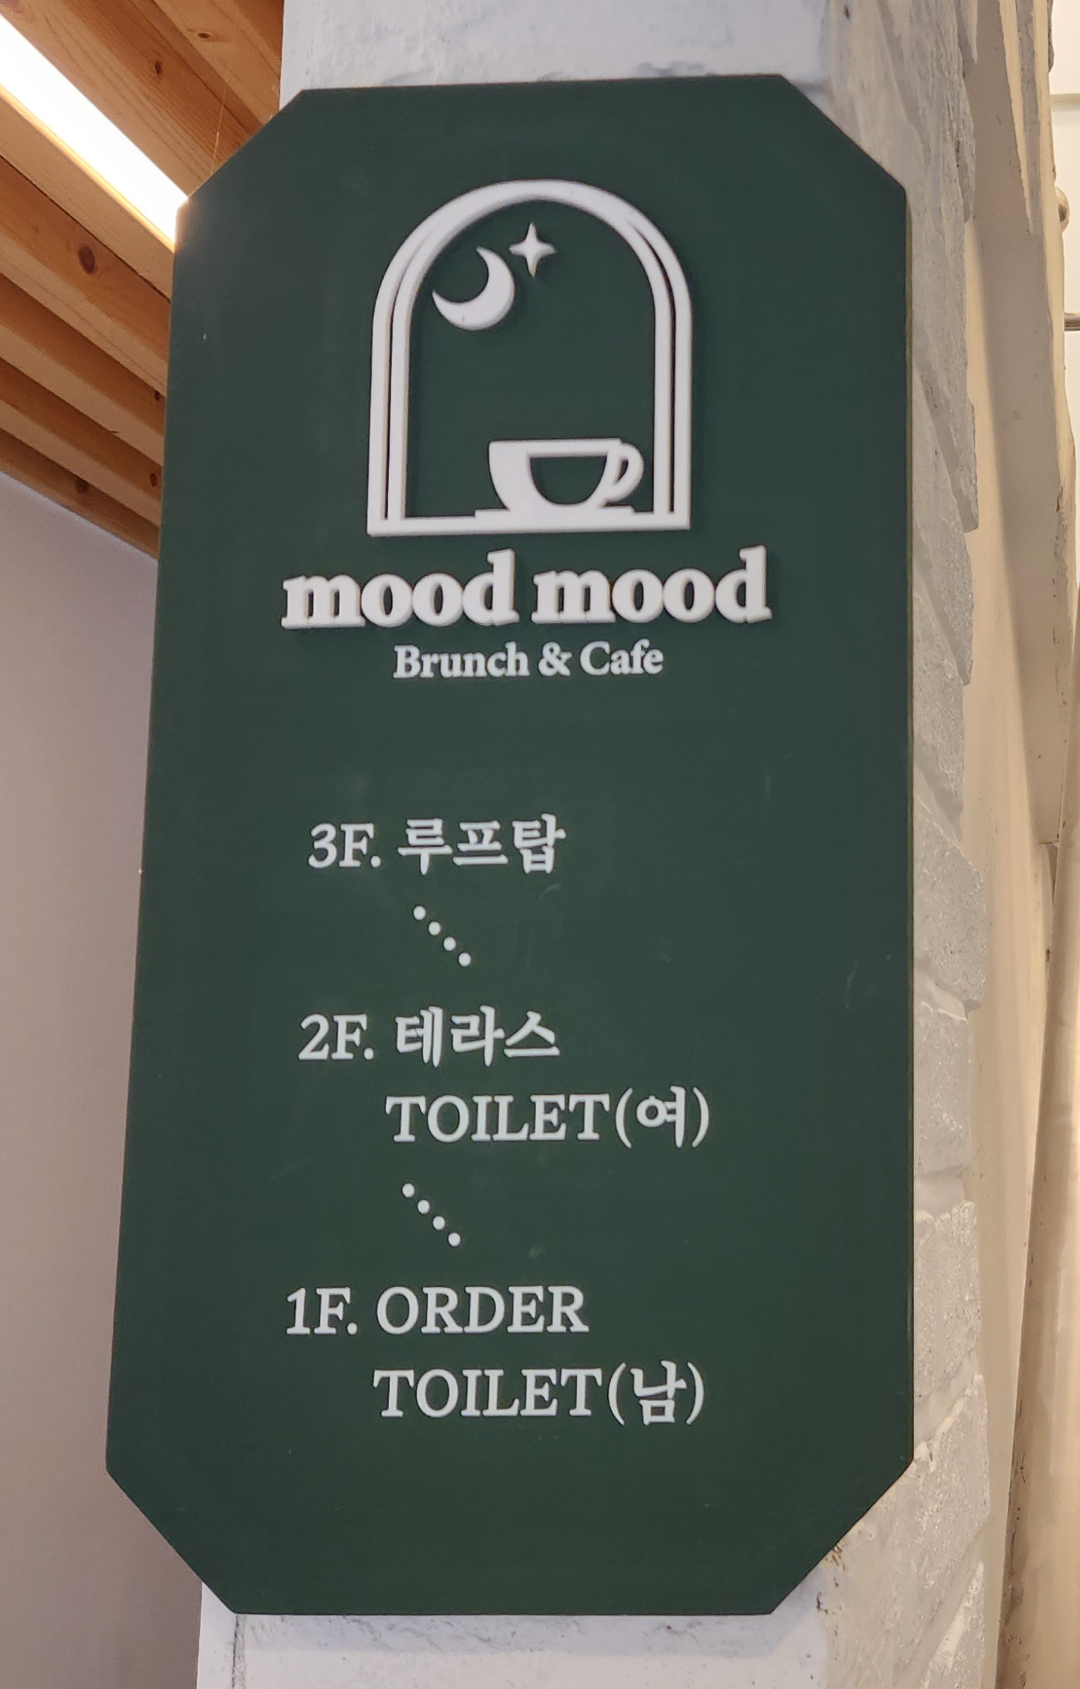 mood mood
Brunch & Cafe
3F. 루프탑
2F. 테라스
TOILET(여)
1F. ORDER
TOILET(남)